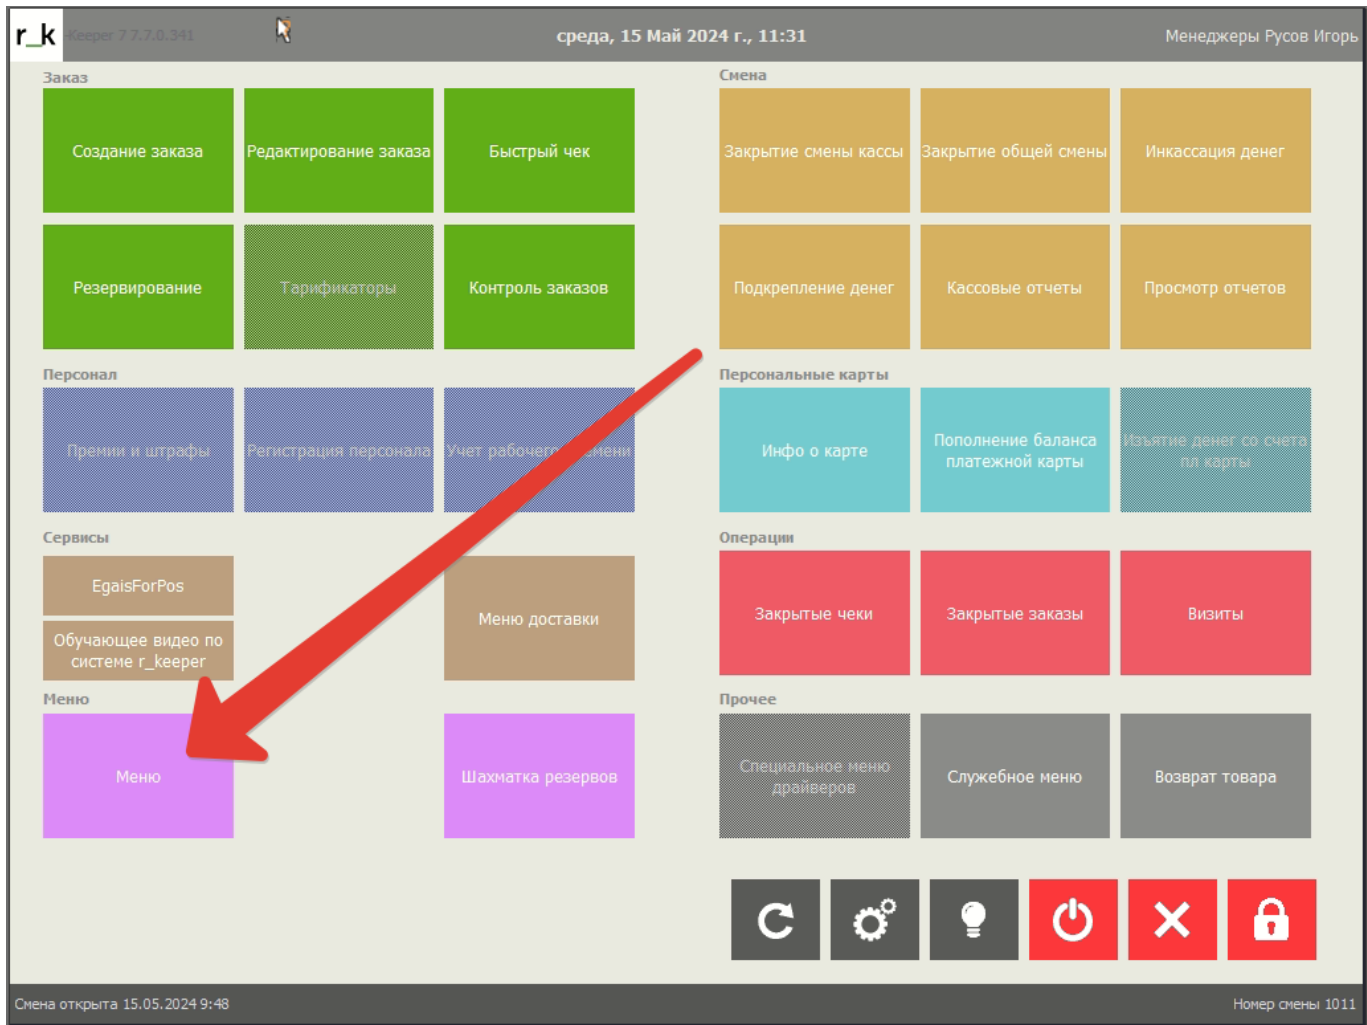 r_k
-Keeper 7 7.7.0.341
среда, 15 Май 2024 г., 11:31
Менеджеры Русов Игорь
Заказ
Создание заказа
Редактирование заказа
Быстрый чек
Резервирование
Тарификаторы
Контроль заказов
Смена
Закрытие смены кассы
Закрытие общей смены
Инкассация денег
Подкрепление денег
Кассовые отчеты
Просмотр отчетов
Персонал
Премии и штрафы
Регистрация персонала
Учет рабочего
Персональные карты
Инфо о карте
Пополнение баланса
платежной карты
Изъятие денег со счета
пл карты
Сервисы
EgaisForPos
Обучающее видео по
системе r_keeper
Меню доставки
Операции
Закрытые чеки
Закрытые заказы
Визиты
Меню
Меню
Шахматка резервов
Прочее
Специальное меню
драйверов
Служебное меню
Возврат товара
Смена открыта 15.05.2024 9:48
Номер смены 1011